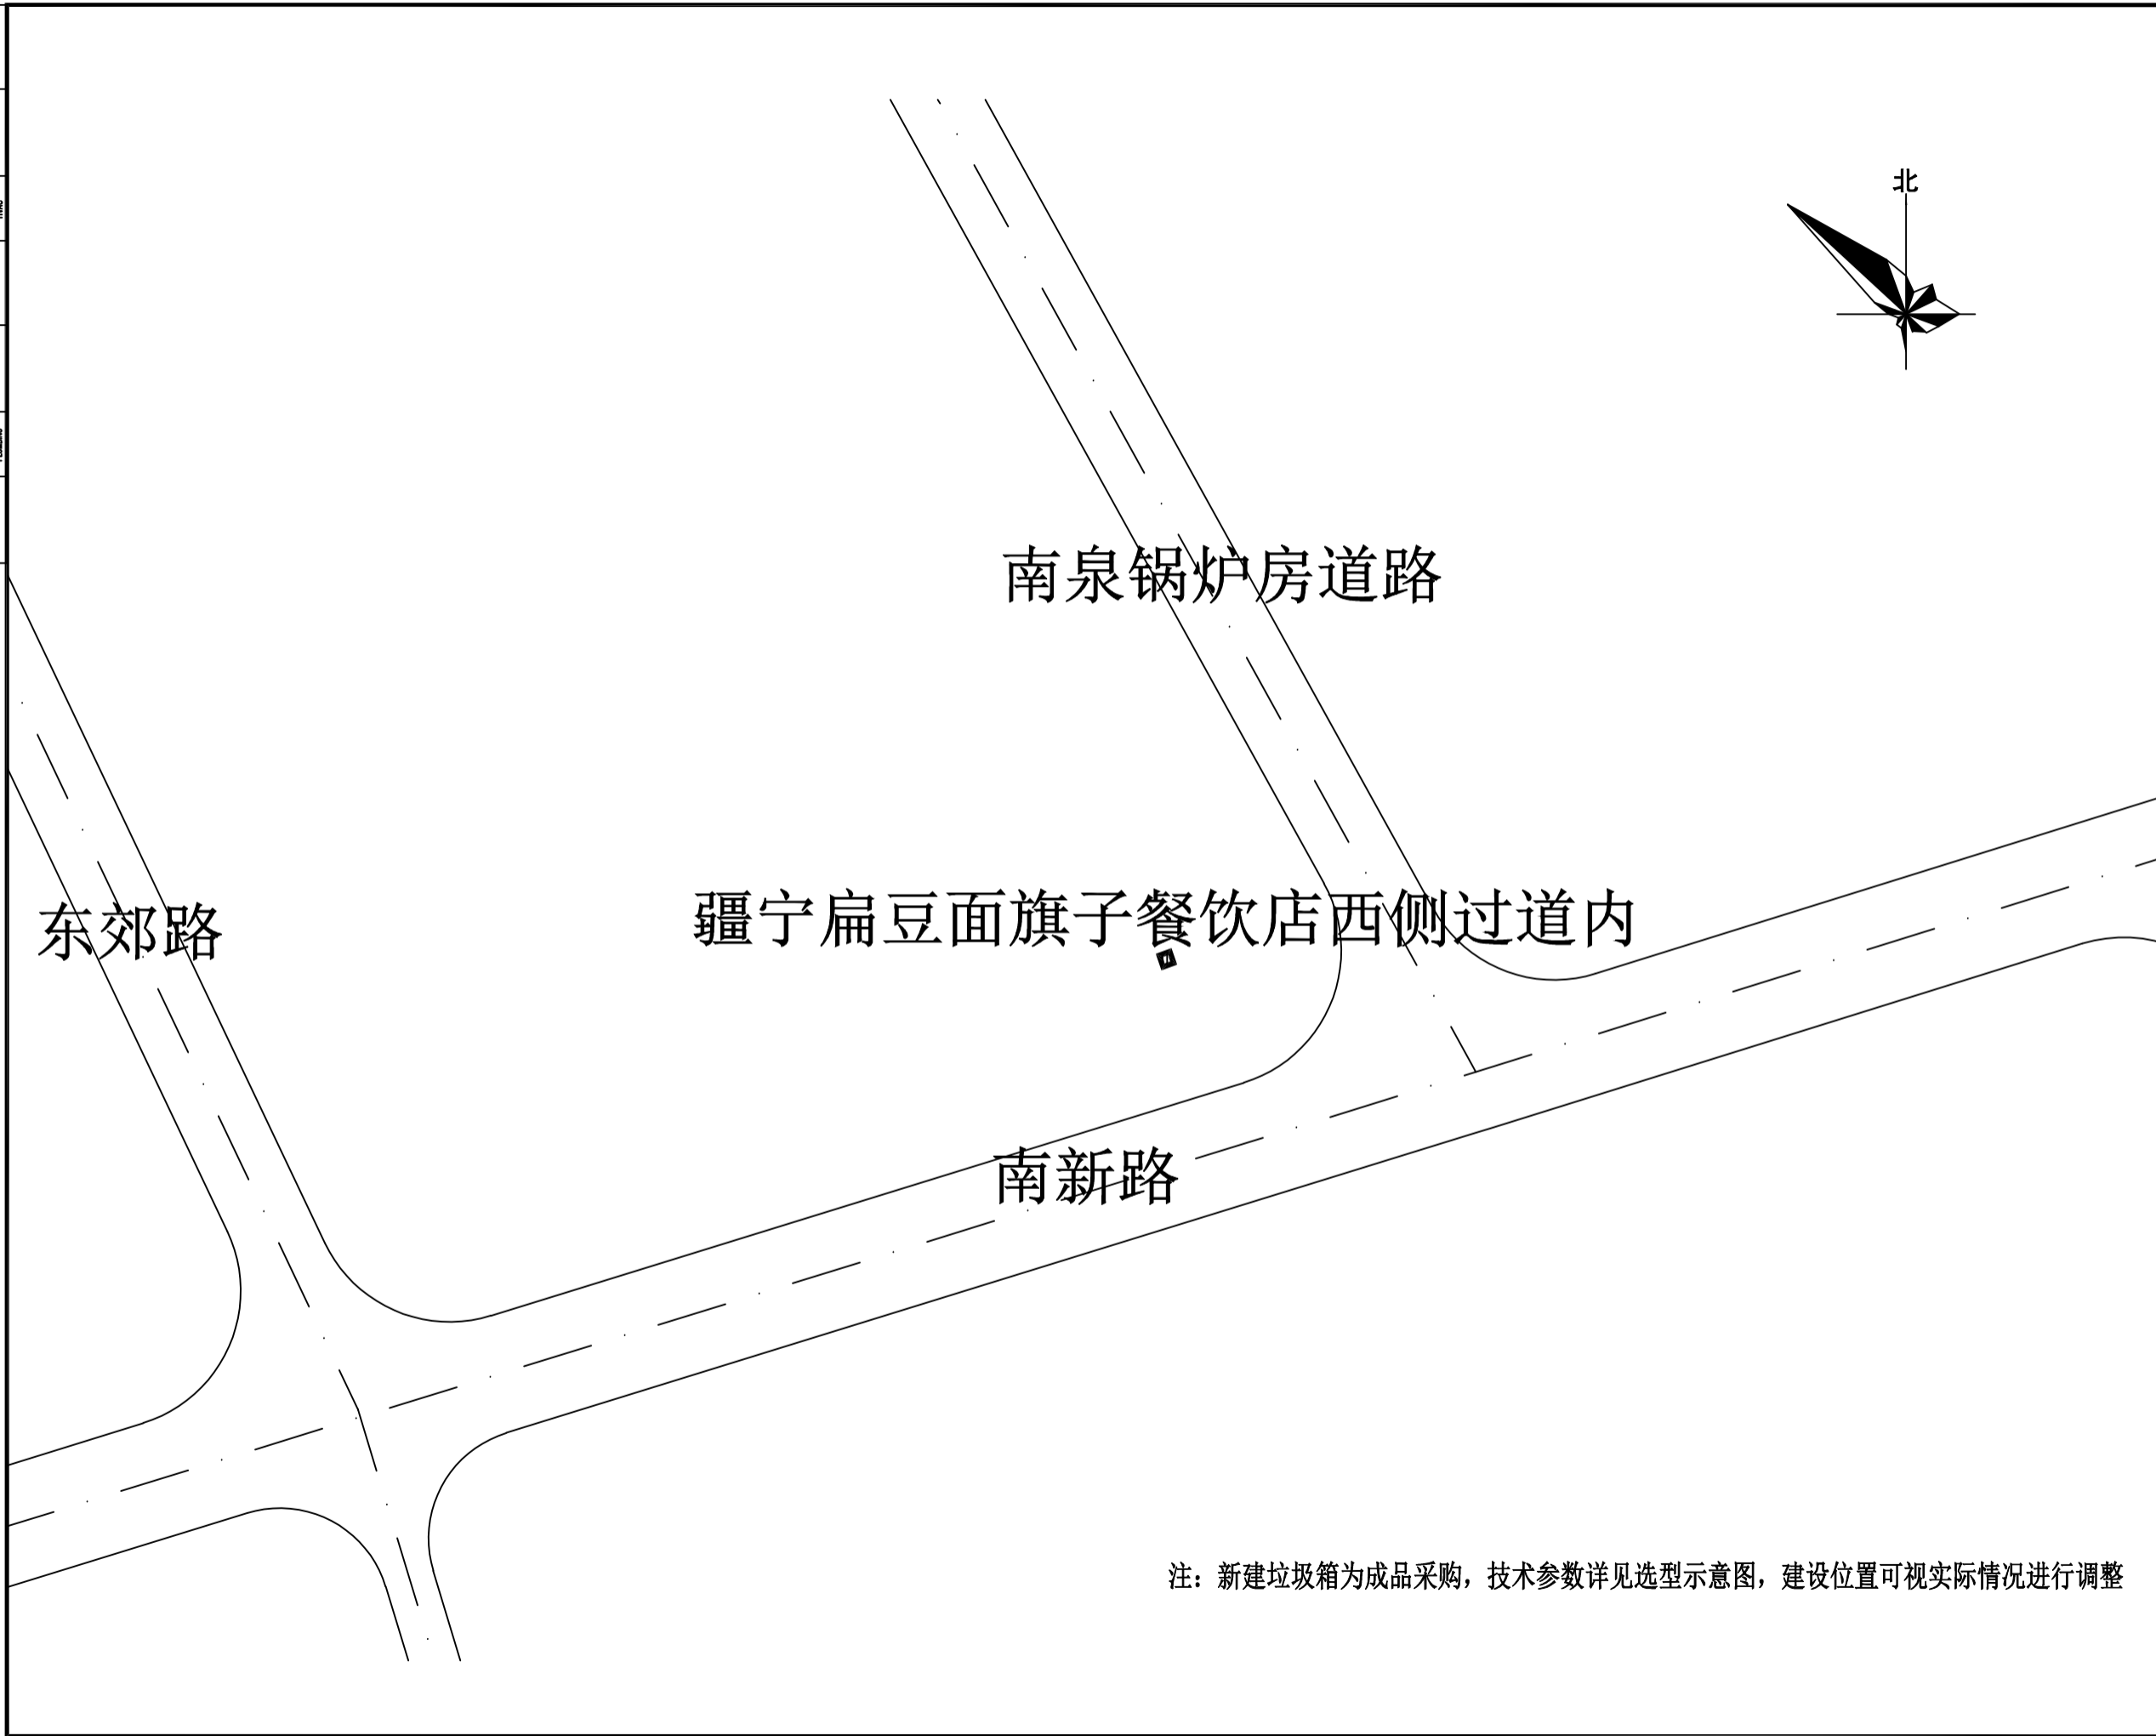 北
南泉锅炉房道路
东郊路
疆宁扁豆面旗子餐饮店西侧过道内
南新路
注：新建垃圾箱为成品采购，技术参数详见选型示意图，建设位置可视实际情况进行调整